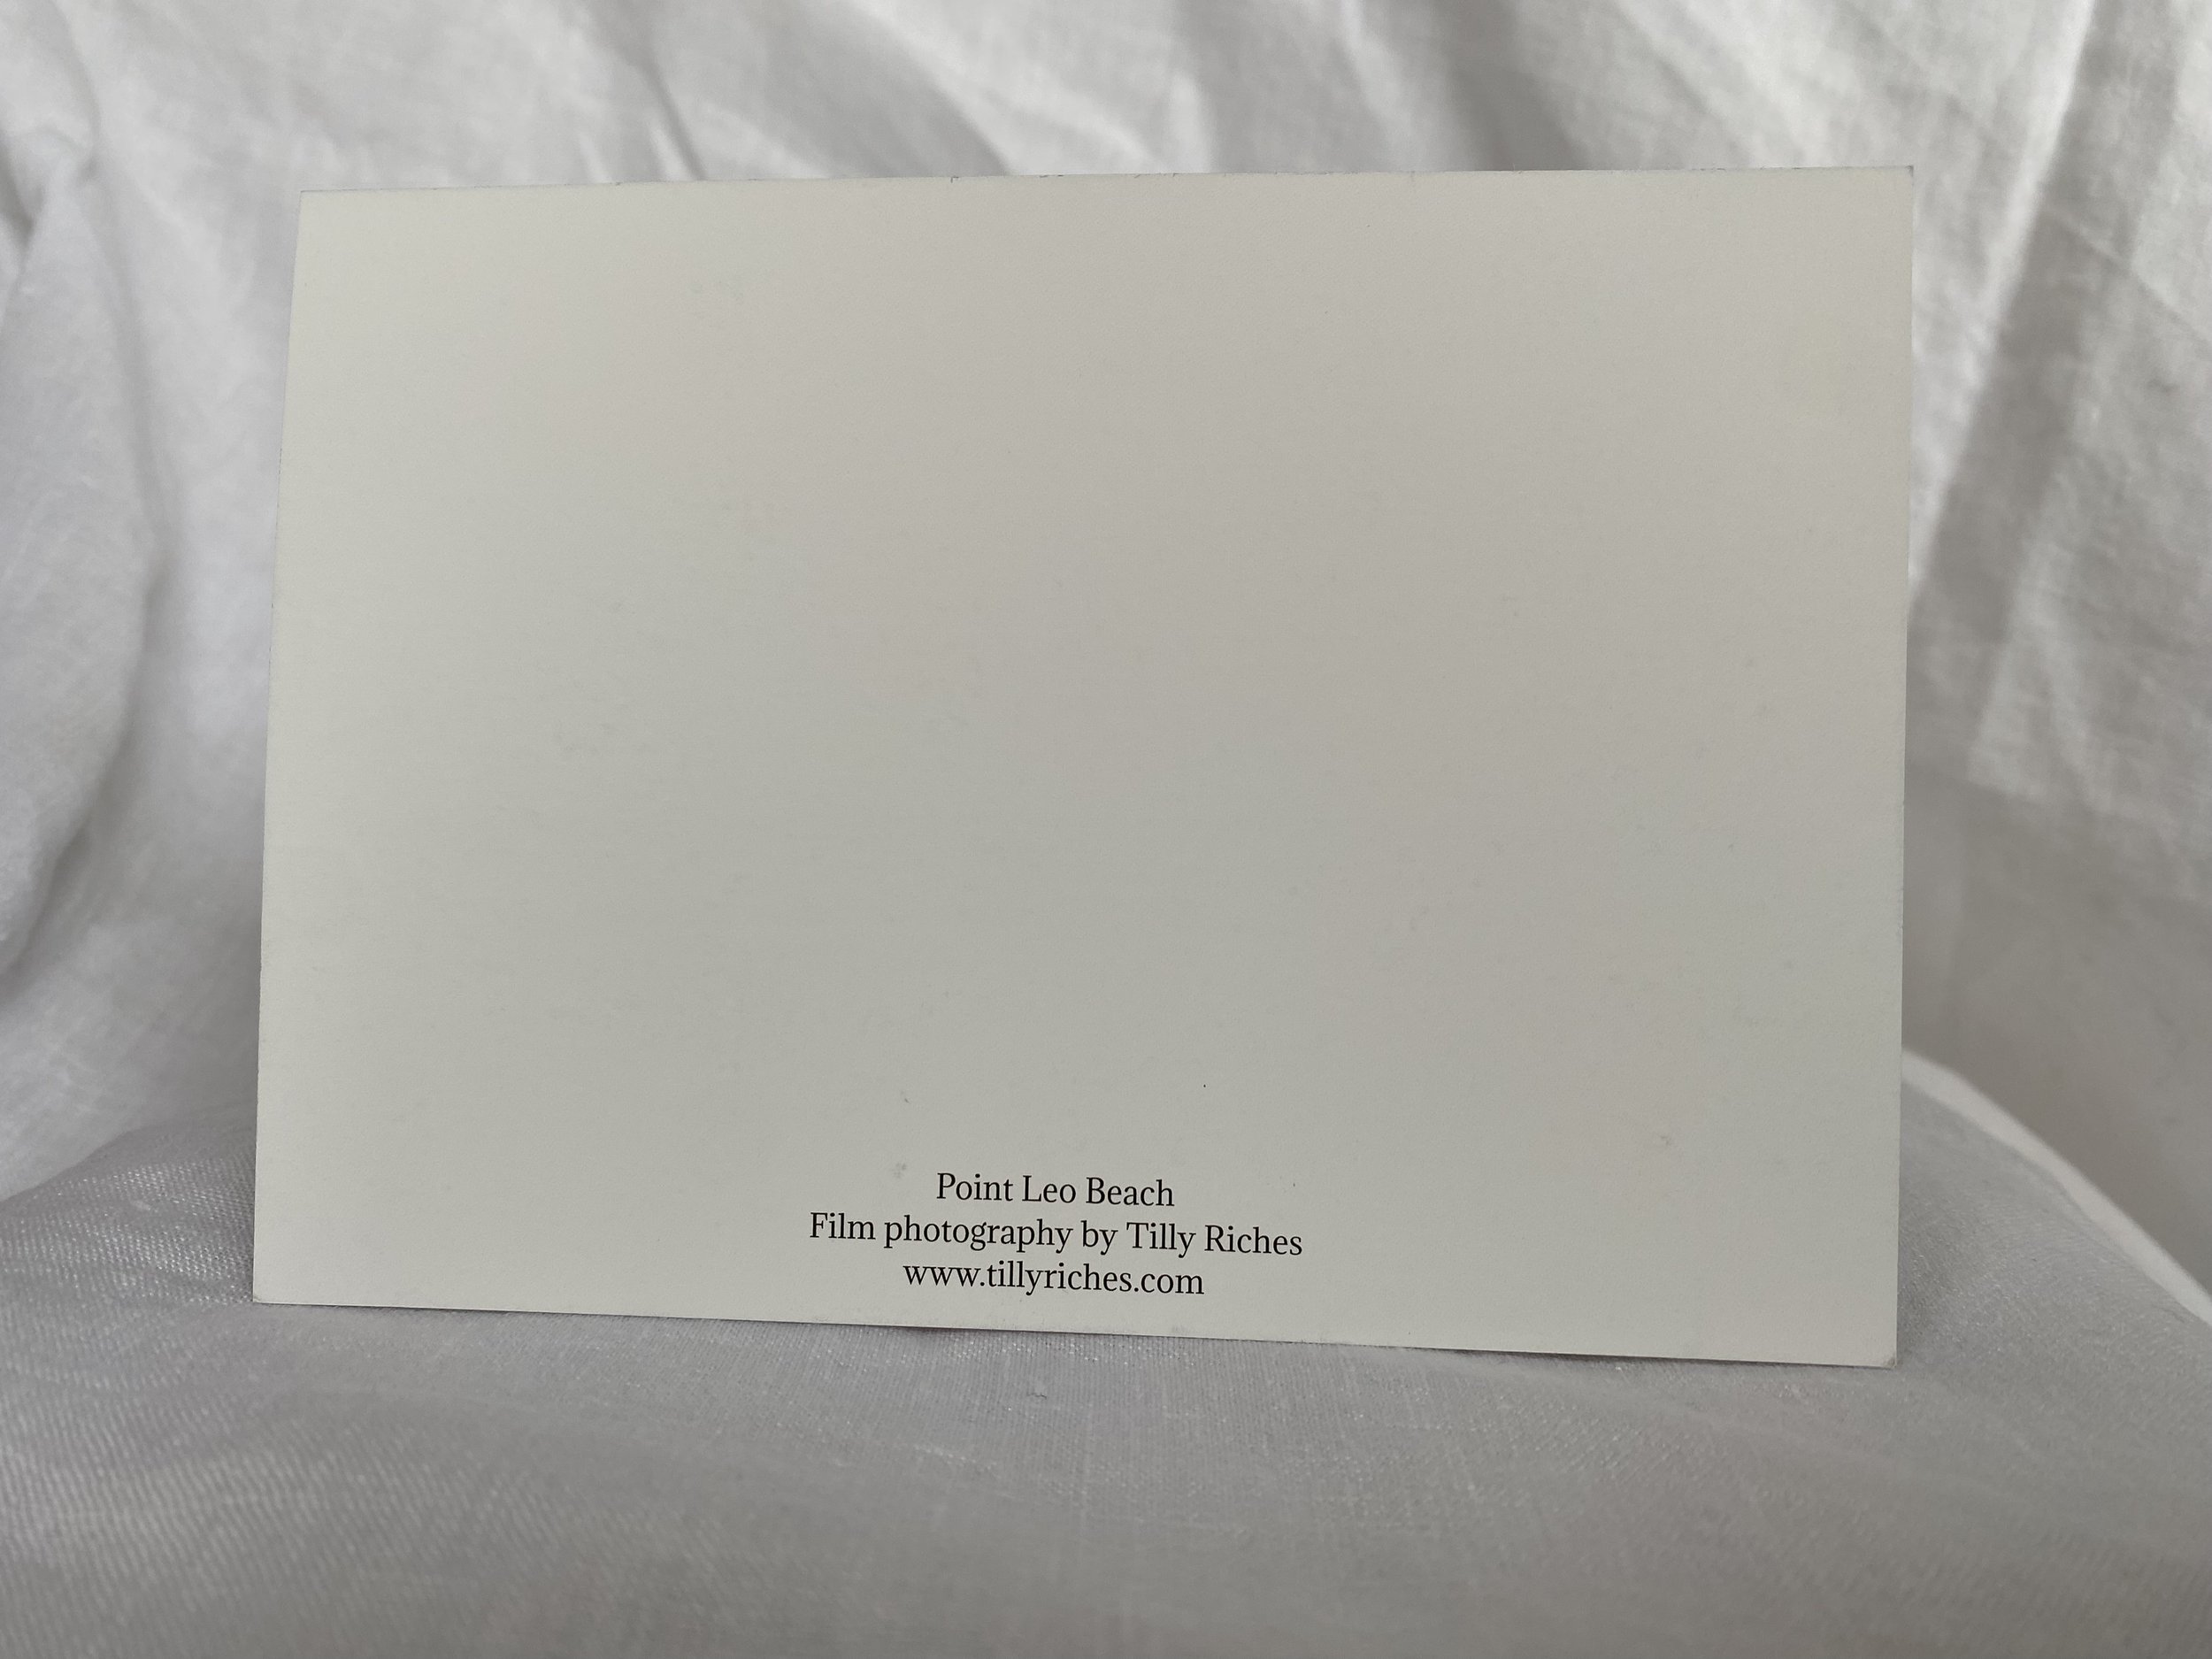 Point Leo Beach
Film photography by Tilly Riches
www.tillyriches.com